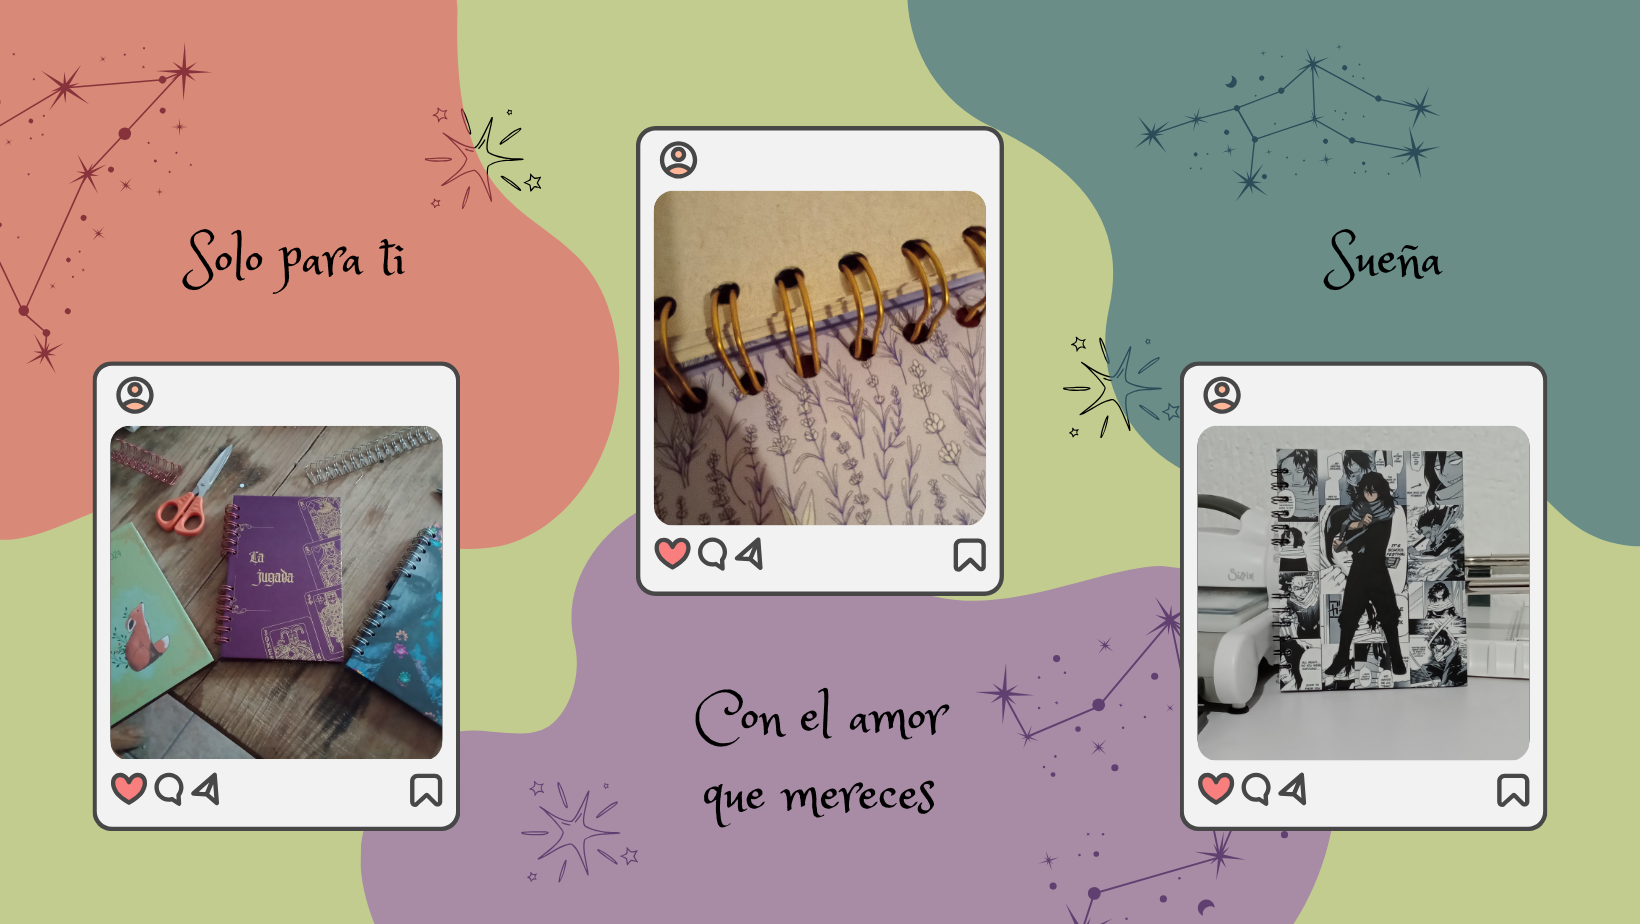 Solo para ti
Sueña
La
jugada
Con el amor
que mereces